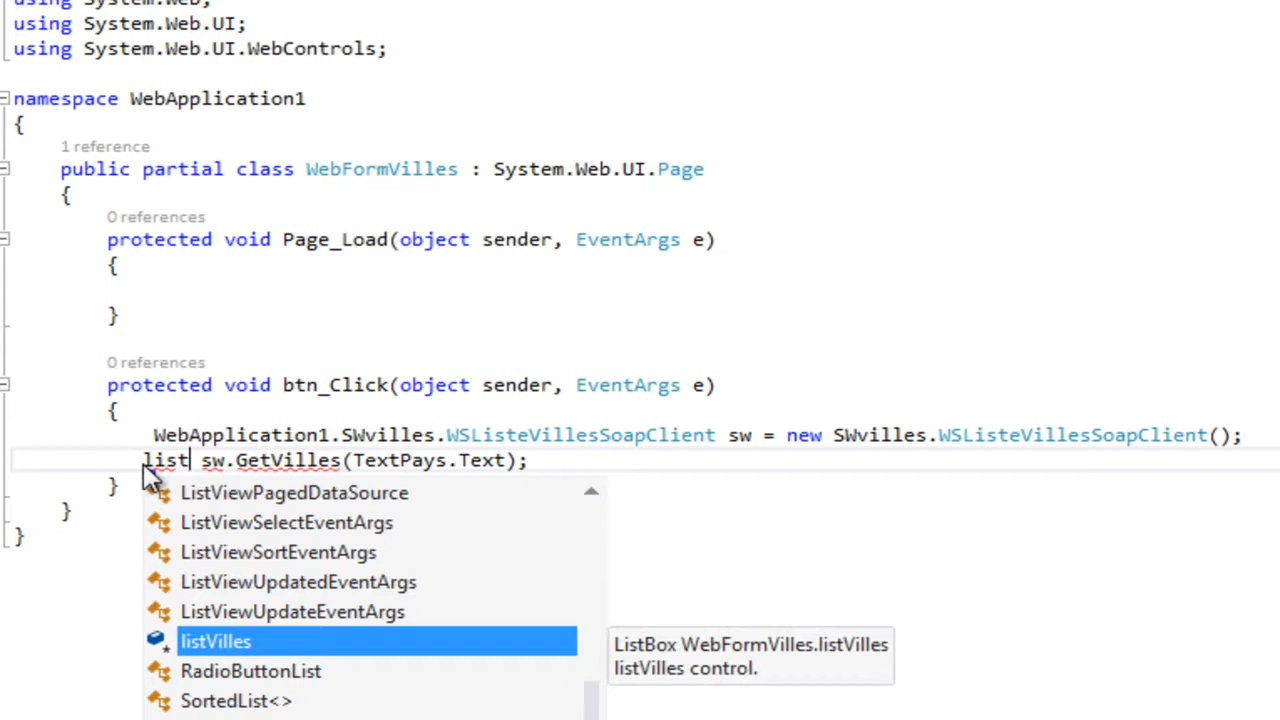 using System.Web;
using System.Web.UI;
using System.Web.UI.WebControls;
namespace WebApplication1
{
1 reference
public partial class WebFormVilles : System.Web.UI.Page
{
0 references
protected void Page_Load(object sender, EventArgs e)
{
}
0 references
protected void btn_Click(object sender, EventArgs e)
{
WebApplication1.SWvilles.WSListeVillesSoapClient sw = new SWvilles.WSListeVillesSoapClient();
list sw.GetVilles(TextPays.Text);
}
}
}
ListViewPagedDataSource
ListViewSelectEventArgs
ListViewSortEventArgs
ListViewUpdatedEventArgs
ListViewUpdateEventArgs
listVilles
RadioButtonList
SortedList<>
ListBox WebFormVilles.listVilles
listVilles control.